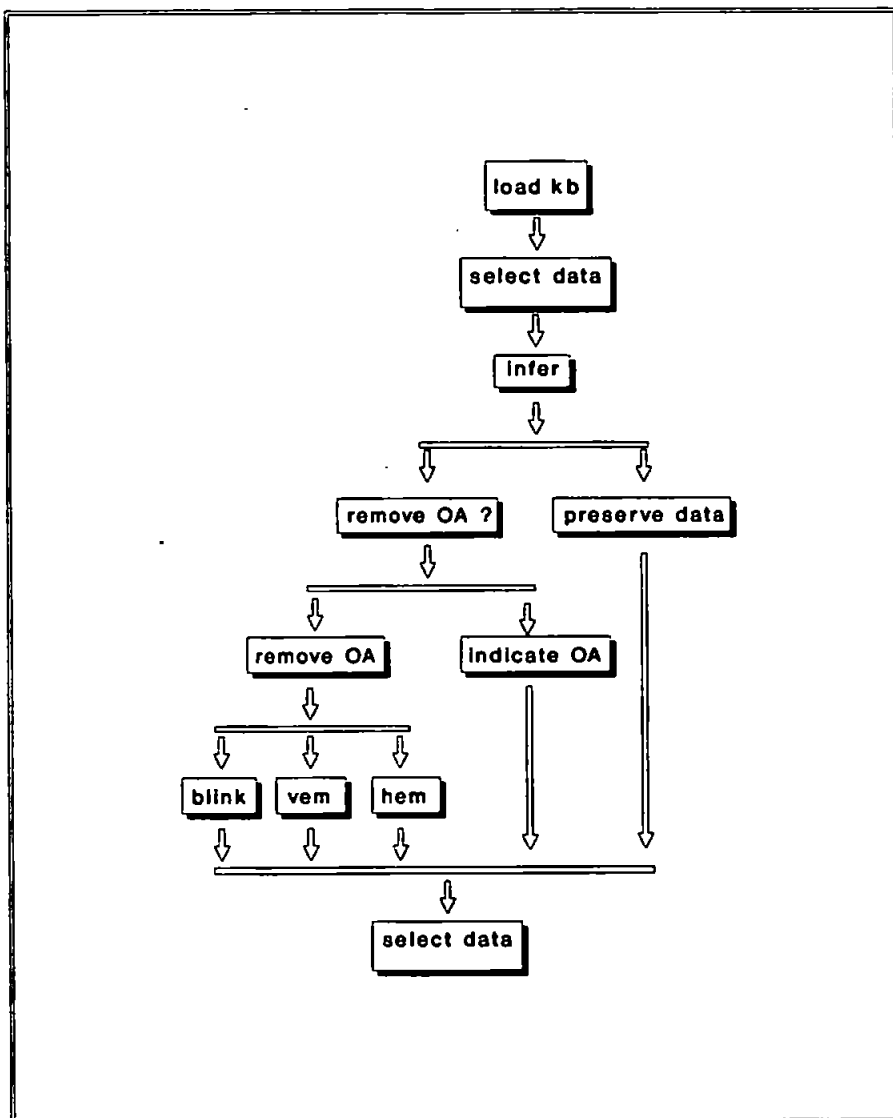 load kb
select data
infer
remove OA ?
preserve data
remove OA
indicate OA
blink
vem
hem
select data